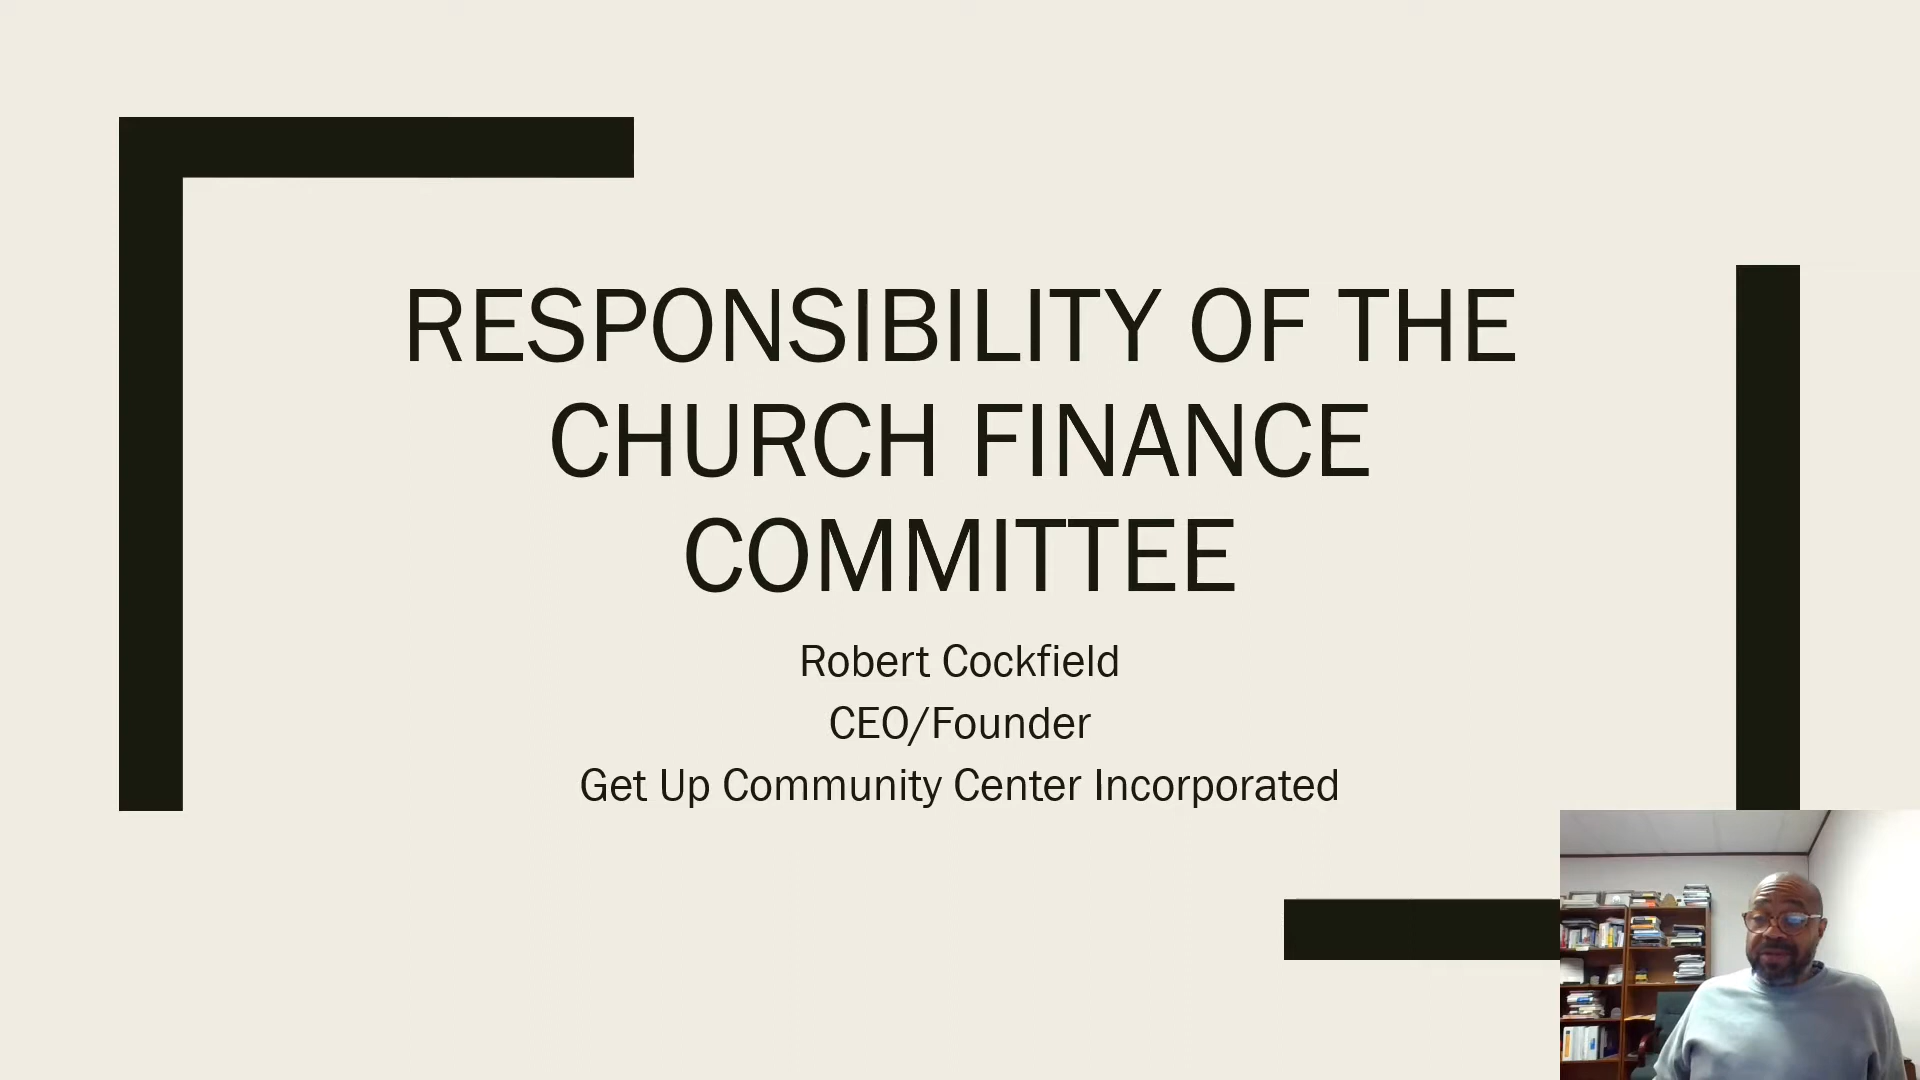 RESPONSIBILITY OF THE
CHURCH FINANCE
COMMITTEE
Robert Cockfield
CEO/Founder
Get Up Community Center Incorporated